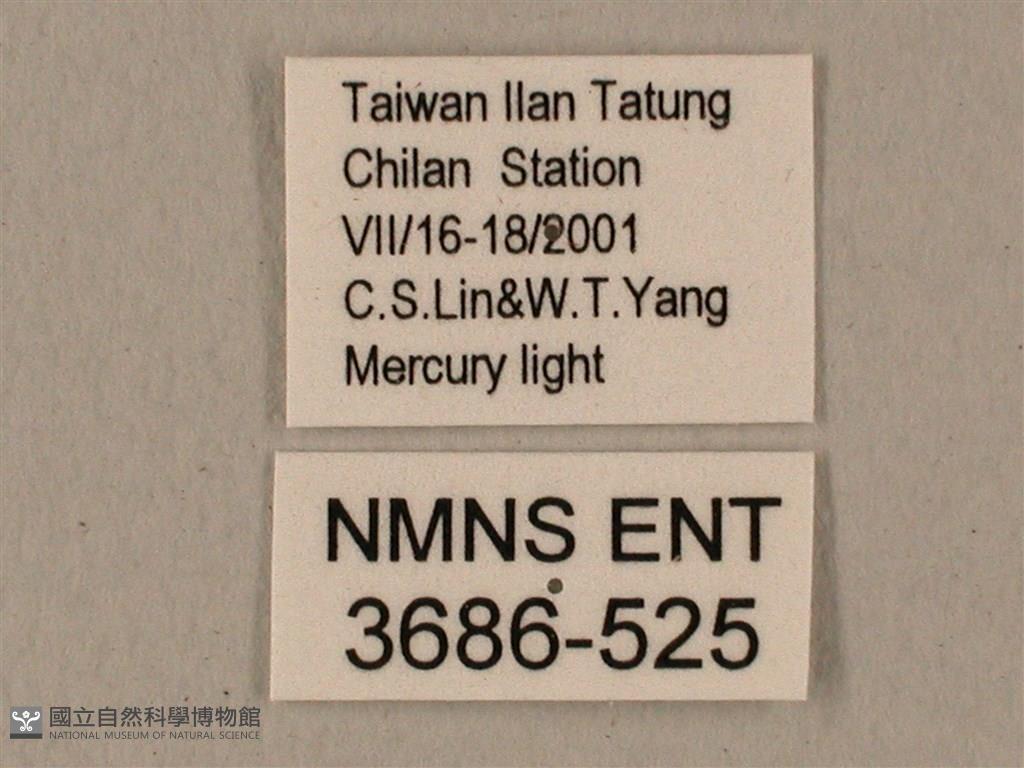 Taiwan Ilan Tatung
Chilan Station
VII/16-18/2001
C.S.Lin&W.T.Yang
Mercury light
NMNS ENT
3686-525
國立自然科學博物館
NATIONAL MUSEUM OF NATURAL SCIENCE